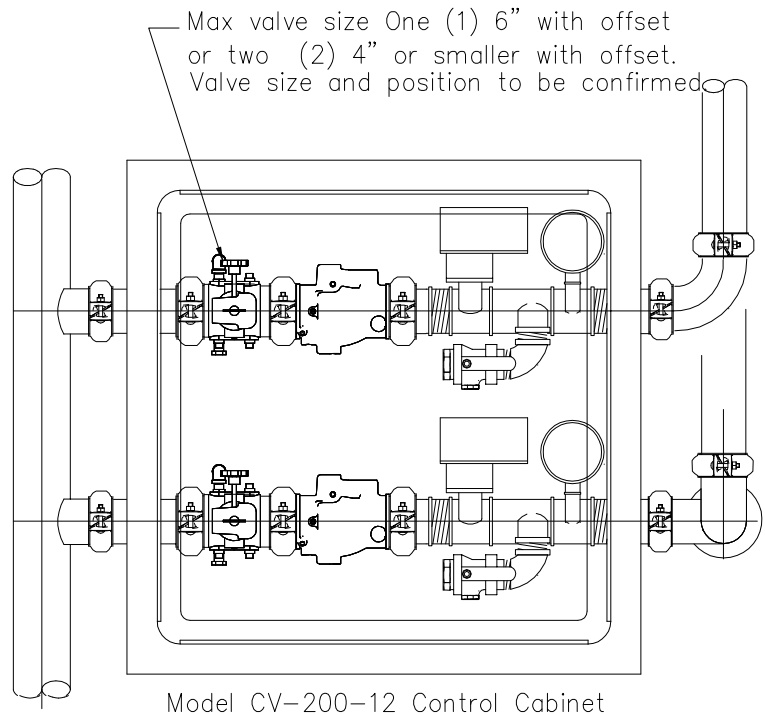 Max valve size One (1) 6” with offset
or two (2) 4” or smaller with offset.
Valve size and position to be confirmed
Model CV-200-12 Control Cabinet